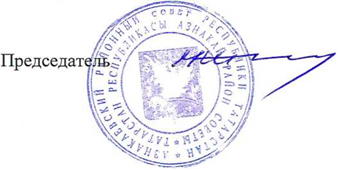 Председатель
АЗНАКАЕВСКИЙ РАЙОННЫЙ СОВЕТ РЕСПУБЛИКИ ТАТАРСТАН
ТАТАРСТАН РЕСПУБЛИКАСЫ АЗНАКАЙ РАЙОН СОВЕТЫ